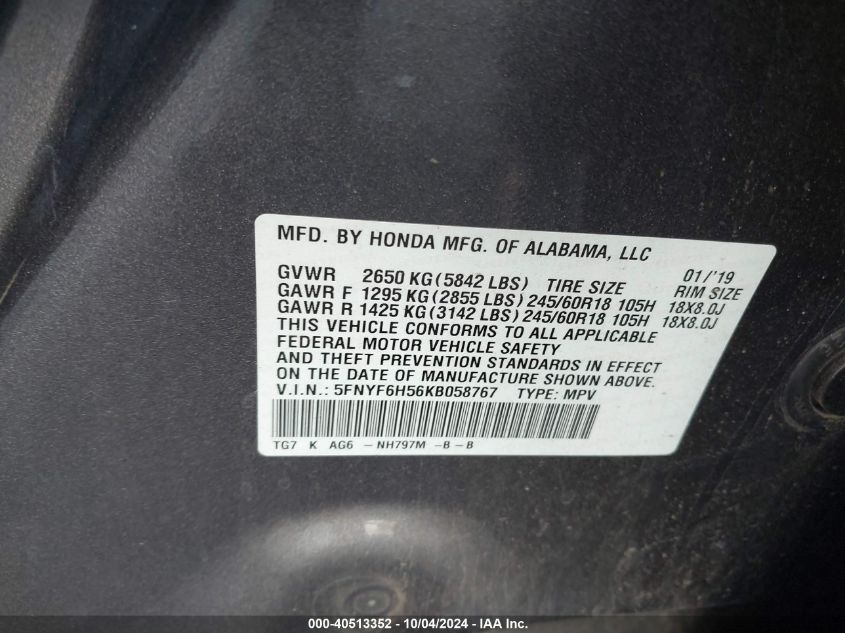 MFD. BY HONDA MFG. OF ALABAMA, LLC
01/'19
GVWR 2650 KG (5842 LBS) TIRE SIZE RIM SIZE
GAWR F 1295 KG (2855 LBS) 245/60R18 105H 18X8.0J
GAWR R 1425 KG (3142 LBS) 245/60R18 105H 18X8.0J
THIS VEHICLE CONFORMS TO ALL APPLICABLE
FEDERAL MOTOR VEHICLE SAFETY
AND THEFT PREVENTION STANDARDS IN EFFECT
ON THE DATE OF MANUFACTURE SHOWN ABOVE.
V.I.N.: 5FNYF6H56KB058767 TYPE: MPV
TG7 K AG6 - NH797M -B - B
000-40513352 - 10/04/2024 - IAA Inc.